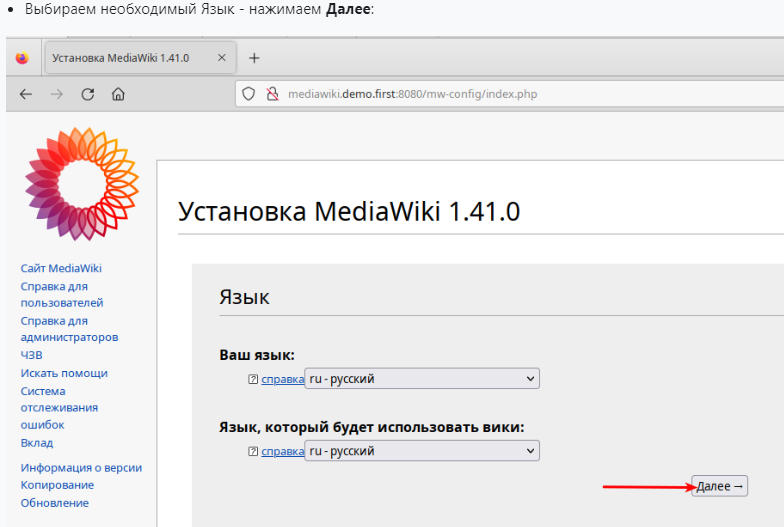 • Выбираем необходимый Язык - нажимаем Далее:
Установка MediaWiki 1.41.0 × +
mediawiki.demo.first:8080/mw-config/index.php
Установка MediaWiki 1.41.0
Сайт MediaWiki
Справка для
пользователей
Справка для
администраторов
ЧЗВ
Искать помощи
Система
отслеживания
ошибок
Вклад
Информация о версии
Копирование
Обновление
Язык
Ваш язык:
? справка ru - русский
Язык, который будет использовать вики:
? справка ru - русский
Далее →